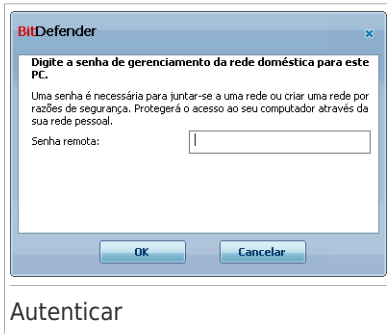 BitDefender
x
Digite a senha de gerenciamento da rede doméstica para este
PC.
Uma senha é necessária para juntar-se a uma rede ou criar uma rede por
razões de segurança. Protegerá o acesso ao seu computador através da
sua rede pessoal.
Senha remota:
OK Cancelar
Autenticar